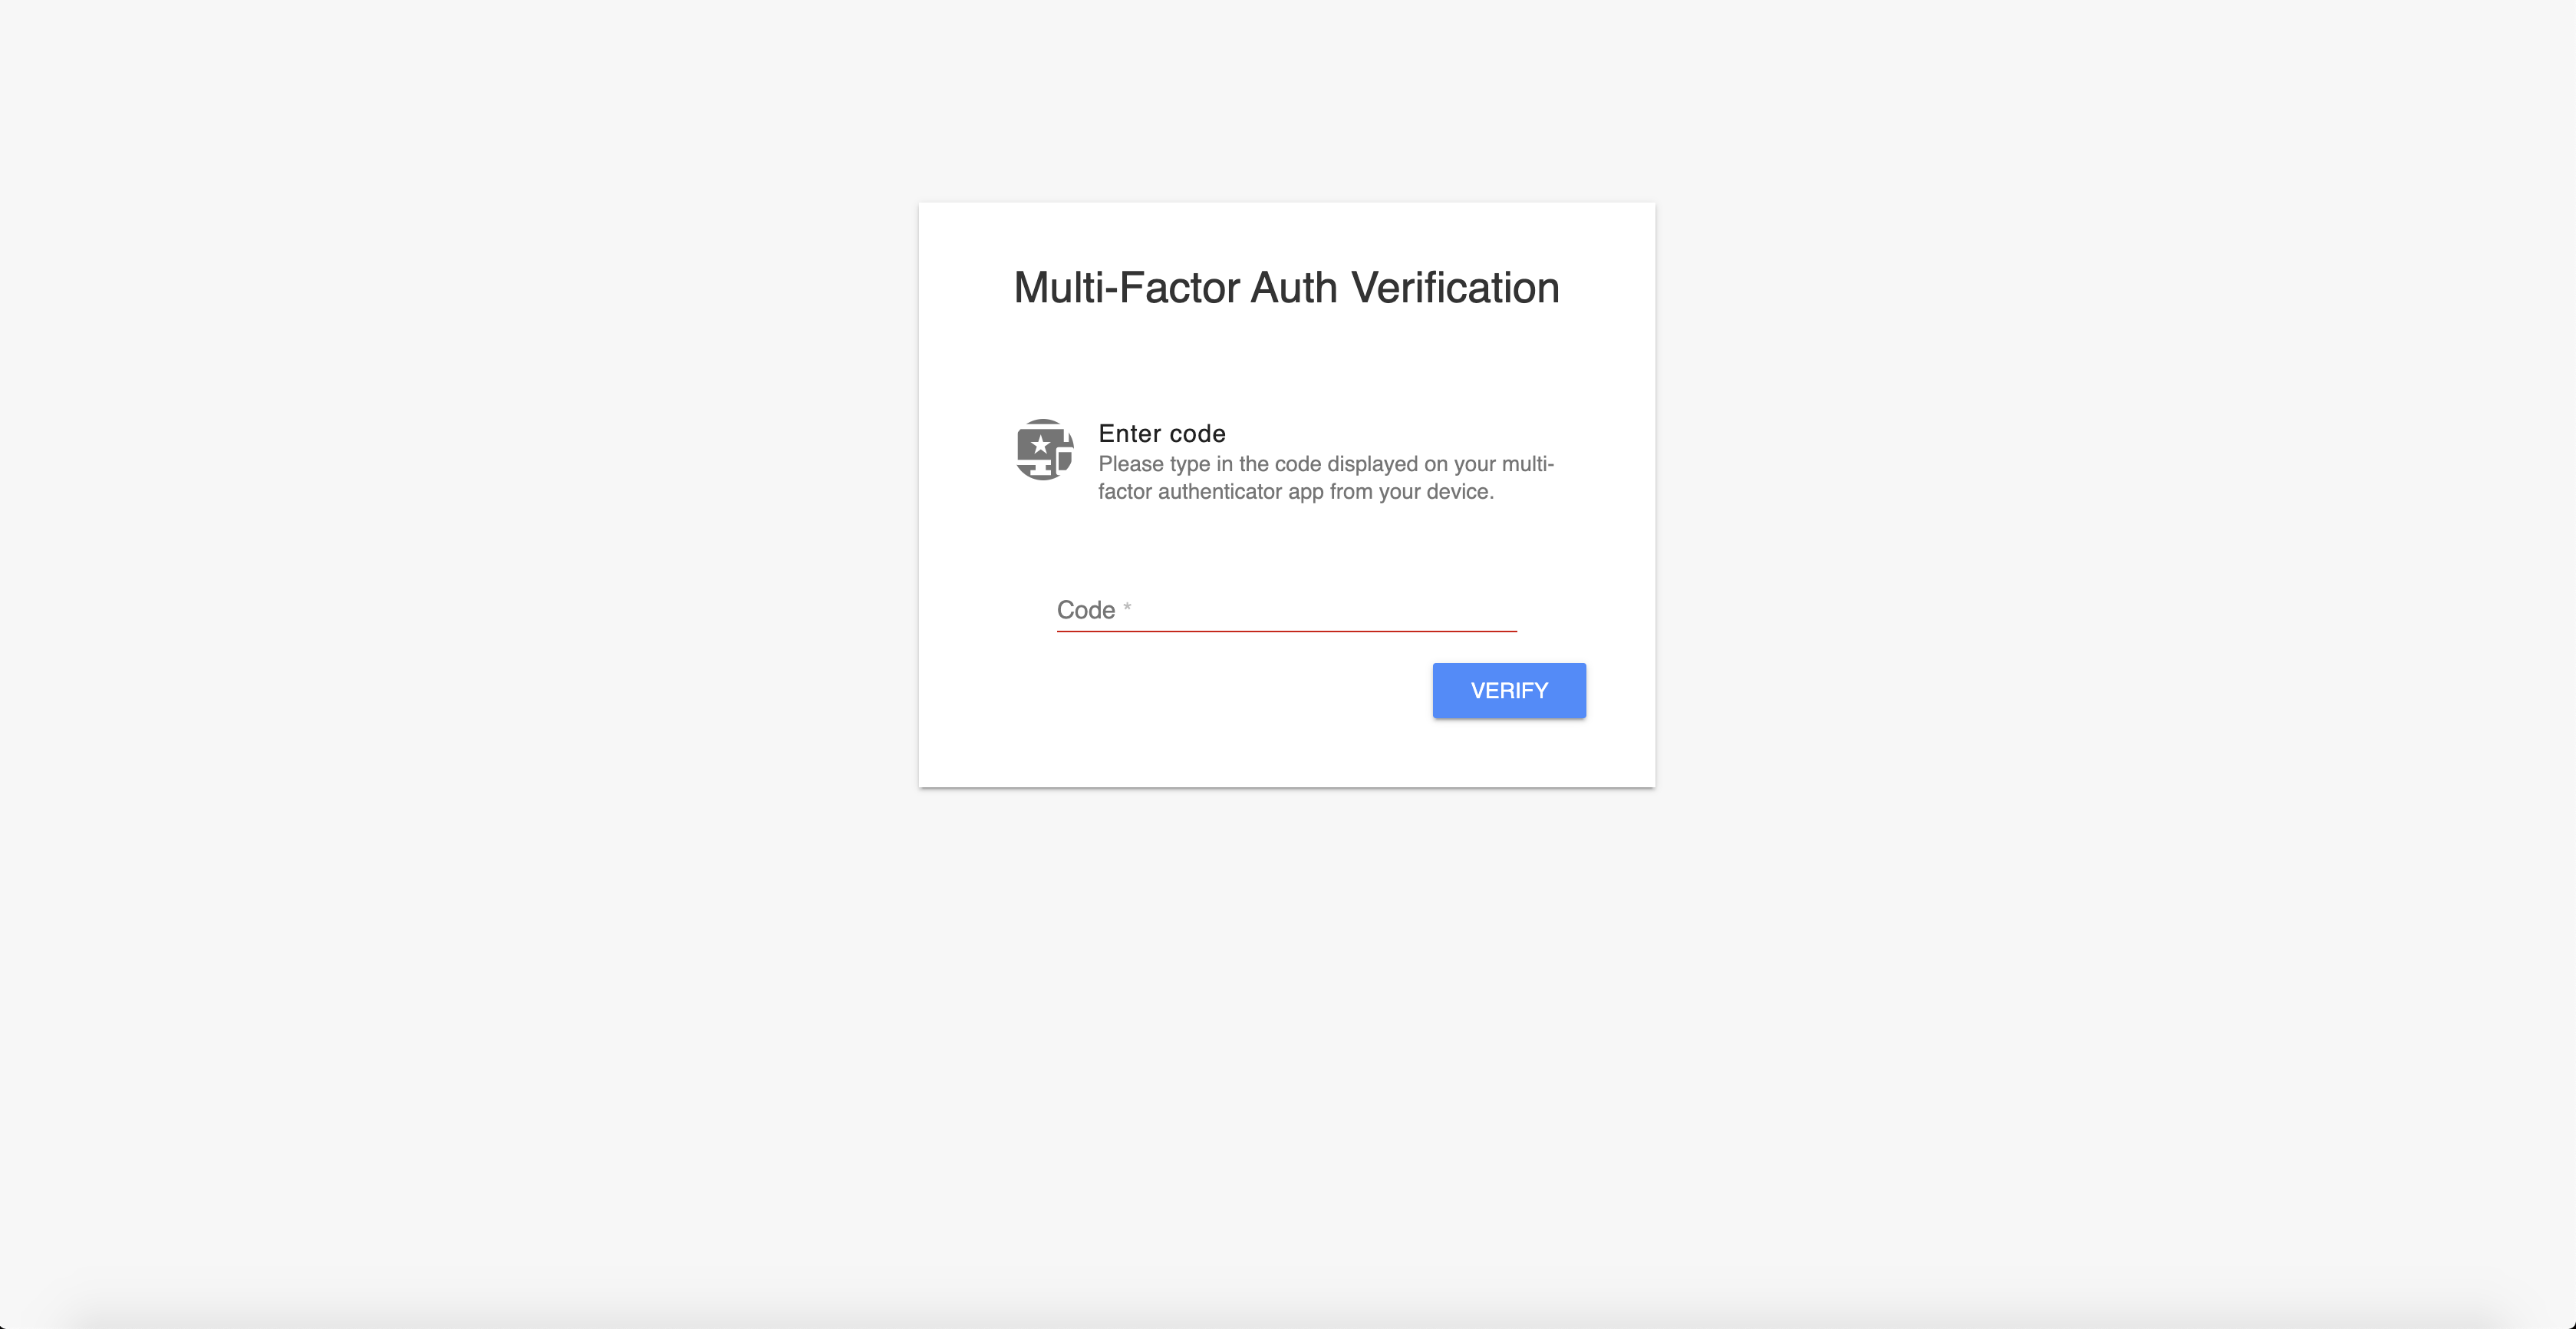 Multi-Factor Auth Verification
Enter code
Please type in the code displayed on your multi-
factor authenticator app from your device.
Code *
VERIFY